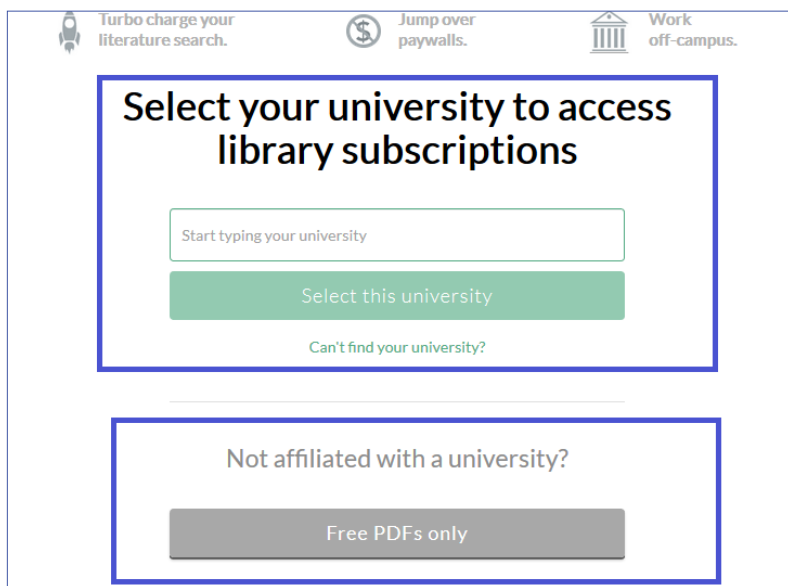 Turbo charge your
literature search.
Jump over
paywalls.
Work
off-campus.
Select your university to access
library subscriptions
Start typing your university
Select this university
Can't find your university?
Not affiliated with a university?
Free PDFs only